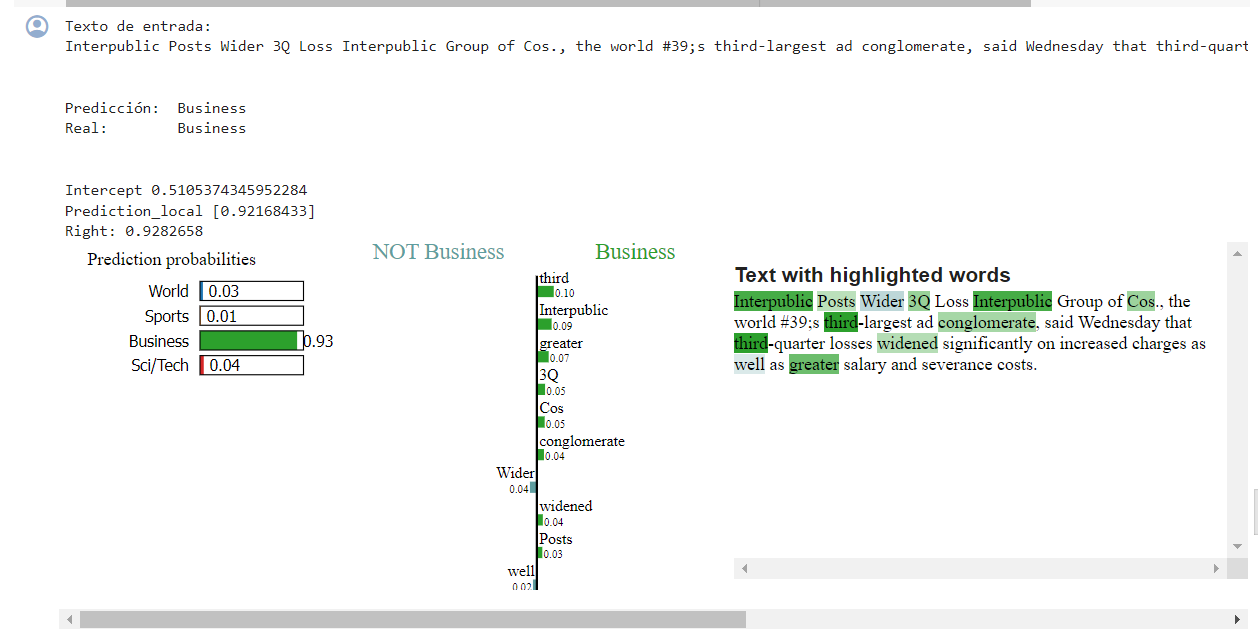 Texto de entrada:
Interpublic Posts Wider 3Q Loss Interpublic Group of Cos., the world #39;s third-largest ad conglomerate, said Wednesday that third-quart
Predicción: Business
Real: Business
Intercept 0.5105374345952284
Prediction_local [0.92168433]
Right: 0.9282658
Prediction probabilities
World 0.03
Sports 0.01
Business 0.93
Sci/Tech 0.04
NOT Business Business
third
0.10
Interpublic
0.09
greater
0.07
3Q
0.05
Cos
0.05
conglomerate
0.04
Wider
0.04
widened
0.04
Posts
0.03
well
0.02
Text with highlighted words
Interpublic Posts Wider 3Q Loss Interpublic Group of Cos., the
world #39;s third-largest ad conglomerate, said Wednesday that
third-quarter losses widened significantly on increased charges as
well as greater salary and severance costs.